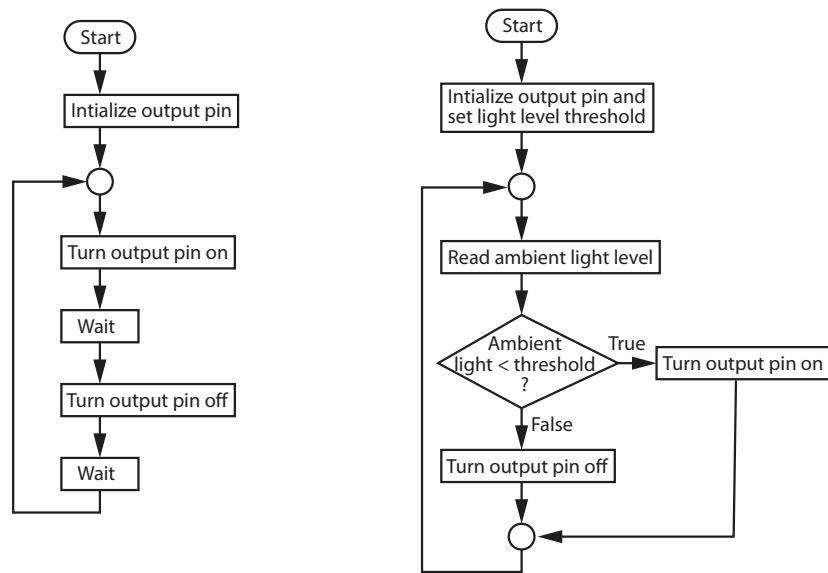 Start
Intialize output pin
Turn output pin on
Wait
Turn output pin off
Wait
Start
Intialize output pin and
set light level threshold
Read ambient light level
Ambient
light < threshold
?
True
Turn output pin on
False
Turn output pin off